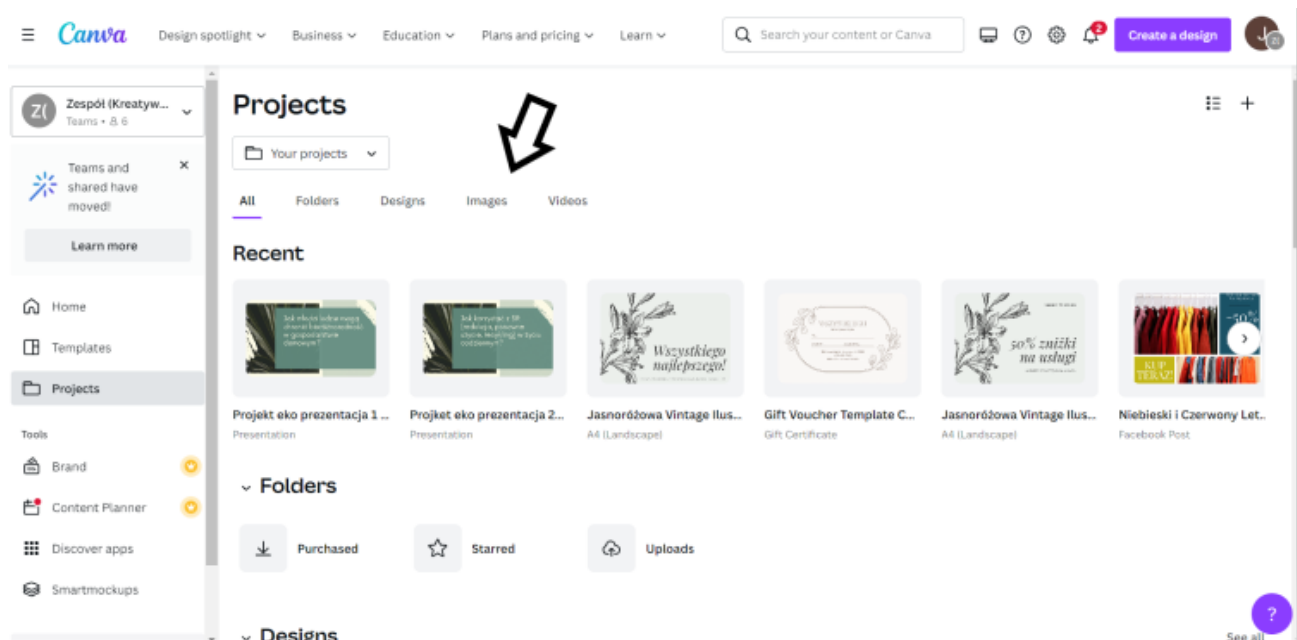 Canva
Design spotlight
Business
Education
Plans and pricing
Learn
Search your content or Canva
2
Create a design
J
Z(
Z(
Zespół (Kreatyw...
Teams • 6
Teams and
shared have
moved!
Learn more
Home
Templates
Projects
Tools
Brand
Content Planner
Discover apps
Smartmockups
Projects
Your projects
All
Folders
Designs
Images
Videos
Recent
w gospodarstwie
domowym?
Wszystkiego
najlepszego!
50% zniżki
na usługi
-50%
KUP
TERAZ!
Projekt eko prezentacja 1 ...
Presentation
Projket eko prezentacja 2...
Presentation
Jasnoróżowa Vintage Ilus...
A4 (Landscape)
Gift Voucher Template C...
Gift Certificate
Jasnoróżowa Vintage Ilus...
A4 (Landscape)
Niebieski i Czerwony Let..
Facebook Post
Folders
Purchased
Starred
Uploads
Designs
See all
?